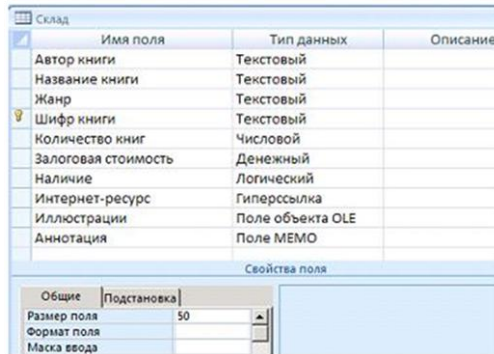 Склад
Имя поля Тип данных Описание
Автор книги Текстовый
Название книги Текстовый
Жанр Текстовый
Шифр книги Текстовый
Количество книг Числовой
Залоговая стоимость Денежный
Наличие Логический
Интернет-ресурс Гиперссылка
Иллюстрации Поле объекта OLE
Аннотация Поле МЕМО
Свойства поля
Общие Подстановка
Размер поля 50
Формат поля
Маска ввода